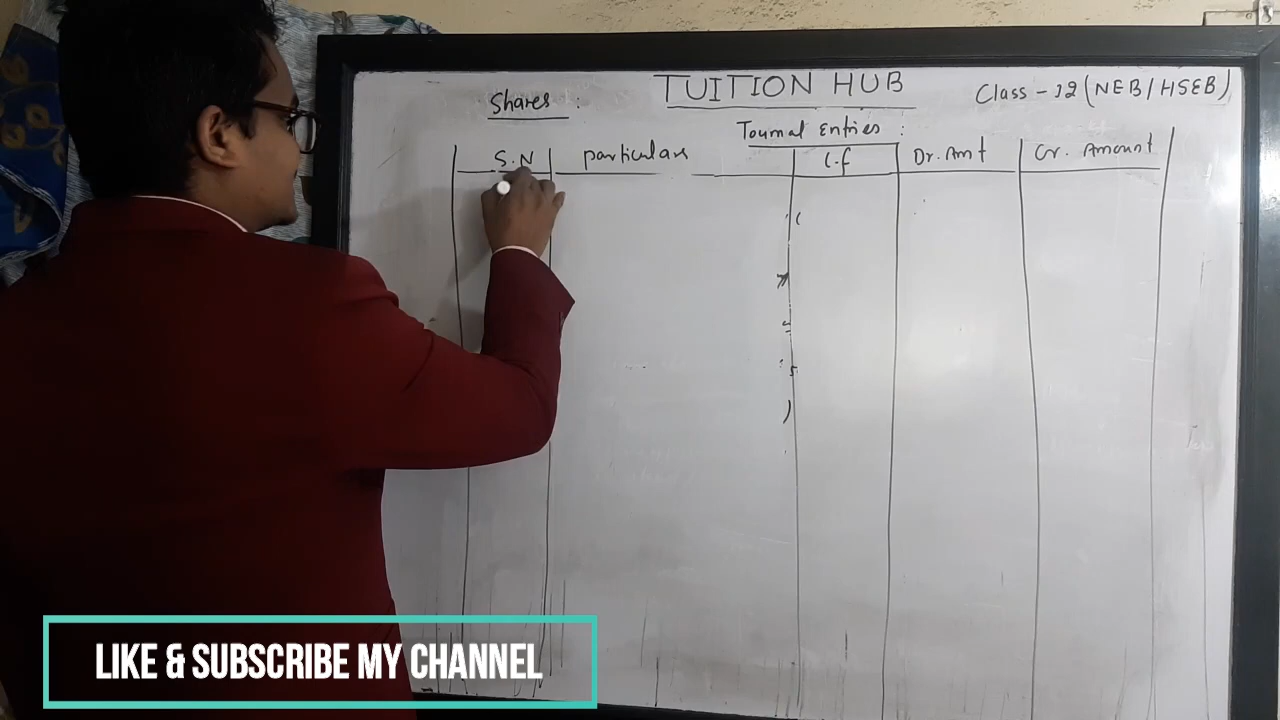 TUITION HUB
Class - 12 (NEB/HSEB)
Shares :
Journal Entries :
S.N particulars L.f Dr. Amt Cr. Amount
LIKE & SUBSCRIBE MY CHANNEL